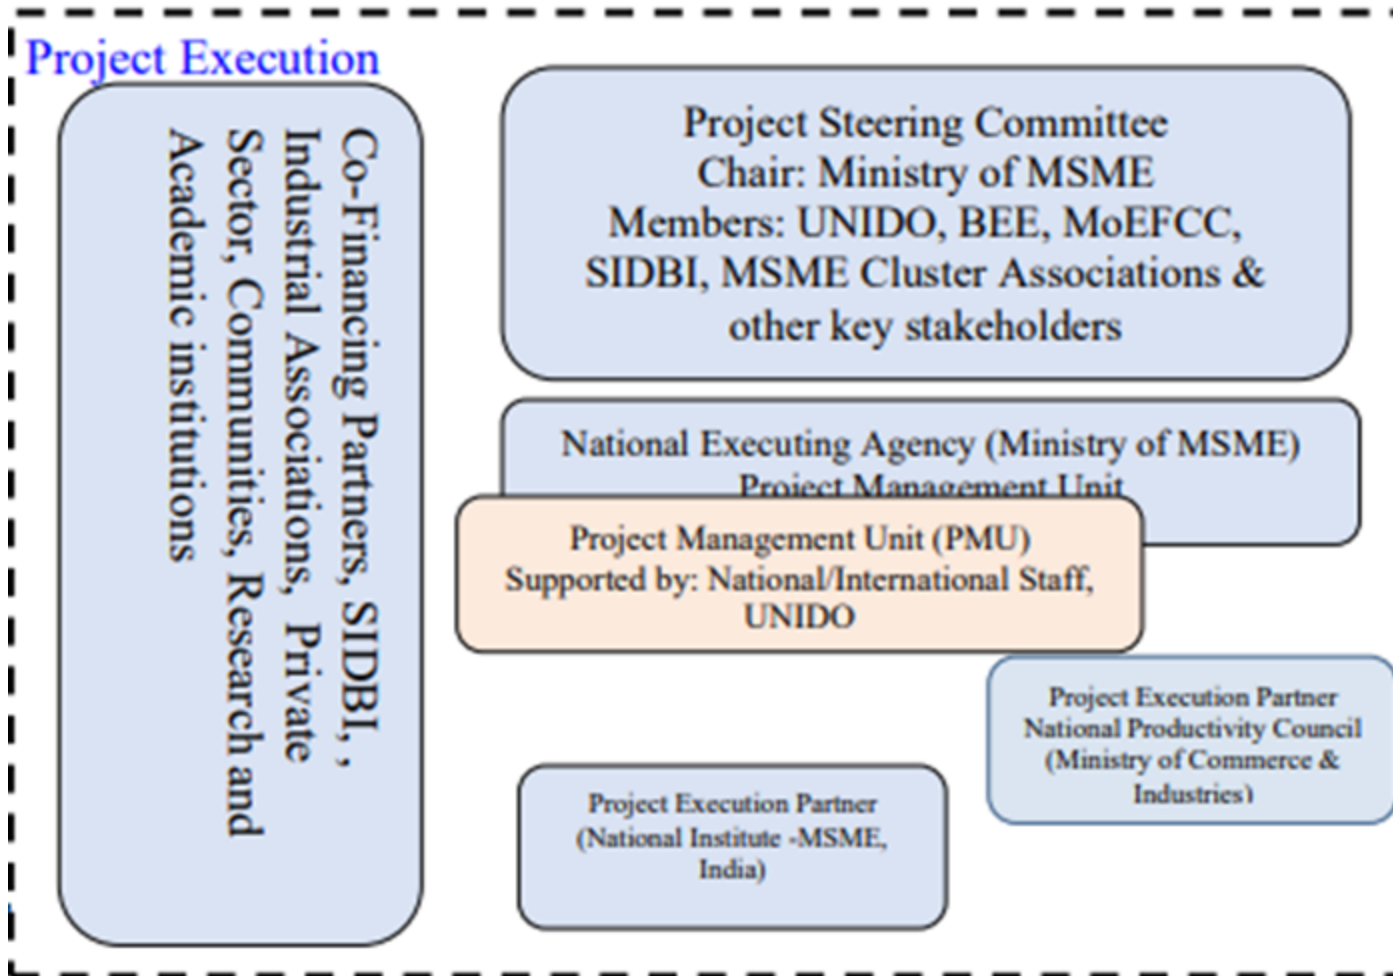 Project Execution
Co-Financing Partners, SIDBI, ,
Industrial Associations, Private
Sector, Communities, Research and
Academic institutions
Project Steering Committee
Chair: Ministry of MSME
Members: UNIDO, BEE, MoEFCC,
SIDBI, MSME Cluster Associations &
other key stakeholders
National Executing Agency (Ministry of MSME)
Project Management Unit
Project Management Unit (PMU)
Supported by: National/International Staff,
UNIDO
Project Execution Partner
National Productivity Council
(Ministry of Commerce &
Industries)
Project Execution Partner
(National Institute -MSME,
India)